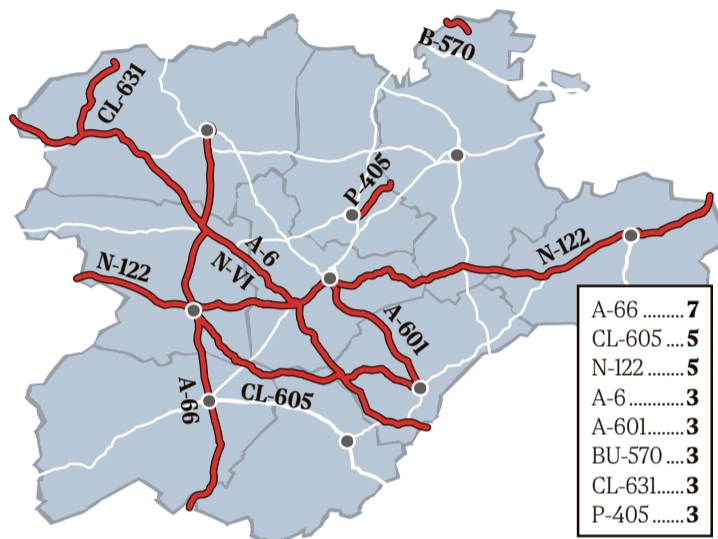 B-570
CL-631
P-405
A-6
N-VI
N-122
N-122
A-601
A-66
CL-605
A-66 ......... 7
CL-605 .... 5
N-122 ........ 5
A-6 ............ 3
A-601 ........ 3
BU-570 .... 3
CL-631 ...... 3
P-405 ....... 3